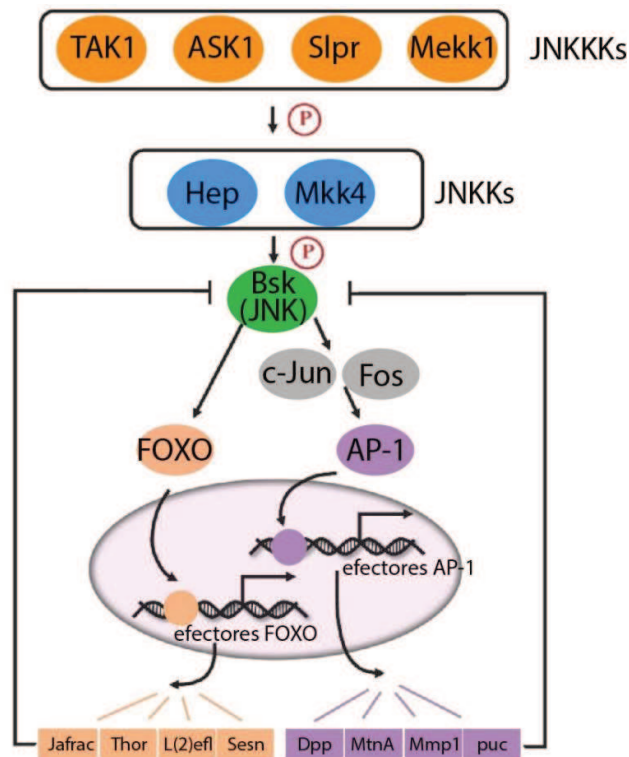 TAK1 ASK1 Slpr Mekk1 JNKKKs
P
Hep Mkk4 JNKKs
P
Bsk
(JNK)
c-Jun Fos
FOXO AP-1
efectores AP-1
efectores FOXO
Jafrac Thor L(2)efl Sesn Dpp MtnA Mmp1 puc